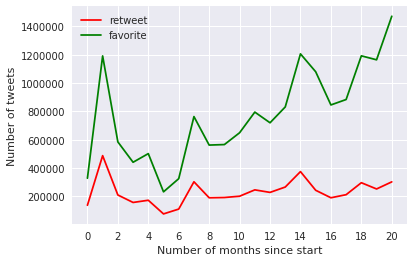 retweet
favorite
1400000
1200000
1000000
800000
600000
400000
200000
Number of tweets
0 2 4 6 8 10 12 14 16 18 20
Number of months since start